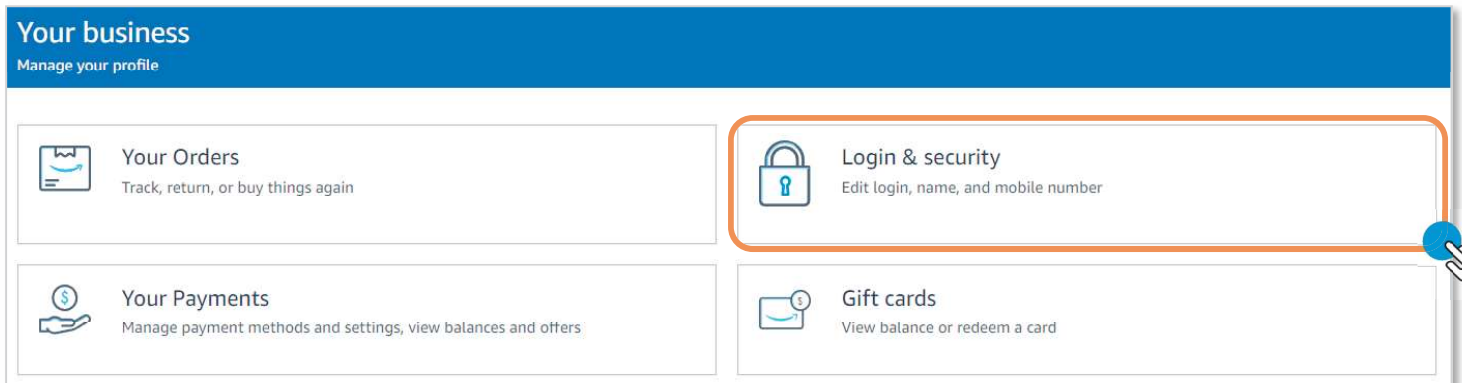 Your business
Manage your profile
Your Orders
Track, return, or buy things again
Login & security
Edit login, name, and mobile number
Your Payments
Manage payment methods and settings, view balances and offers
Gift cards
View balance or redeem a card